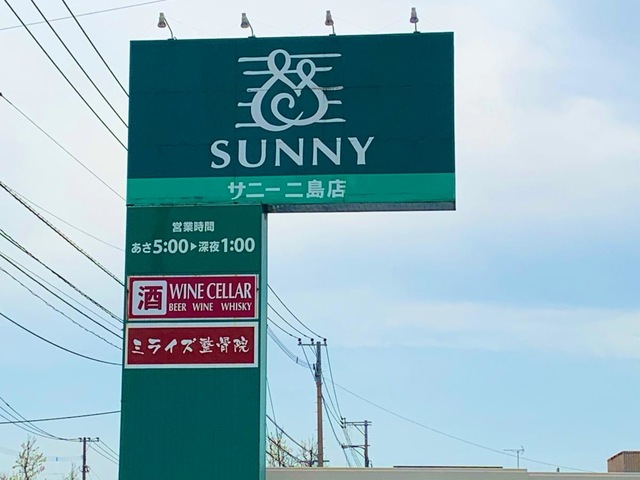 SUNNY
サニー二島店
営業時間
あさ5:00▶深夜1:00
酒 WINE CELLAR
BEER WINE WHISKY
ミライズ整骨院